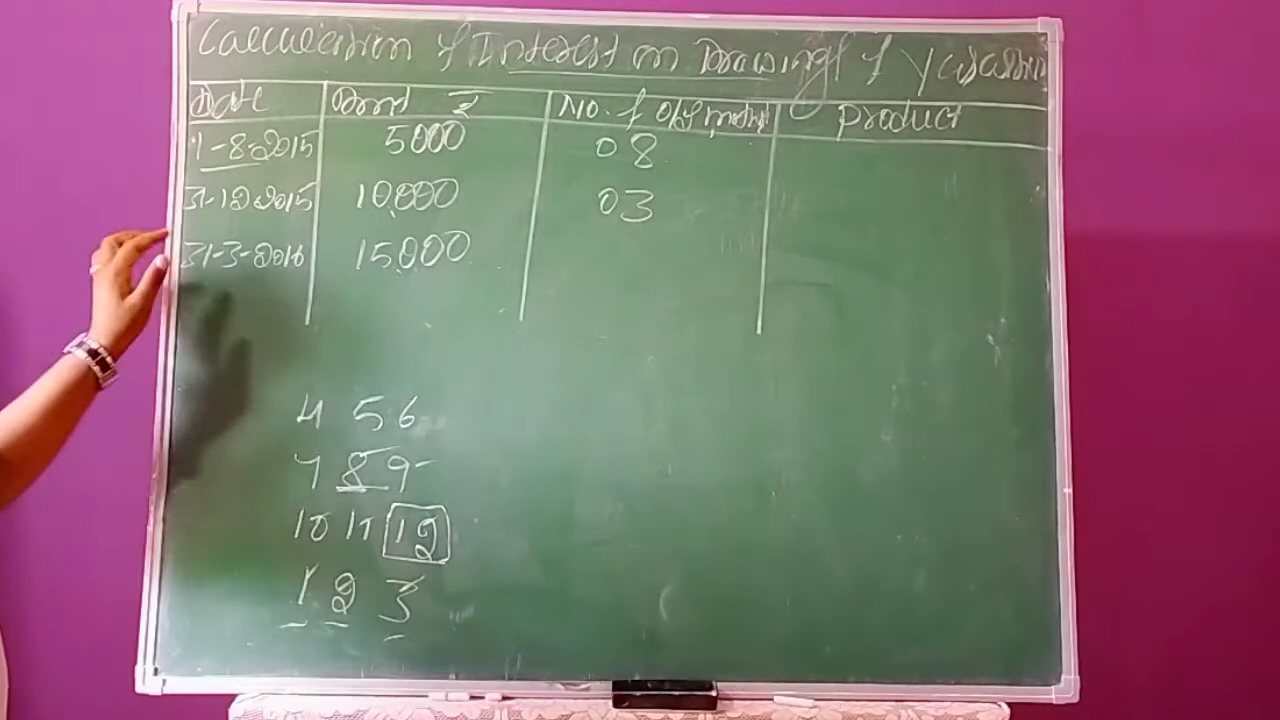 Calculation of Interest on Drawings of Yadasvin
Date Amt ₹ No. of O/S months Product
1-8-2015 5000 08
31-12-2015 10,000 03
31-3-2016 15,000
4 5 6
7 8 9
10 11 12
1 2 3